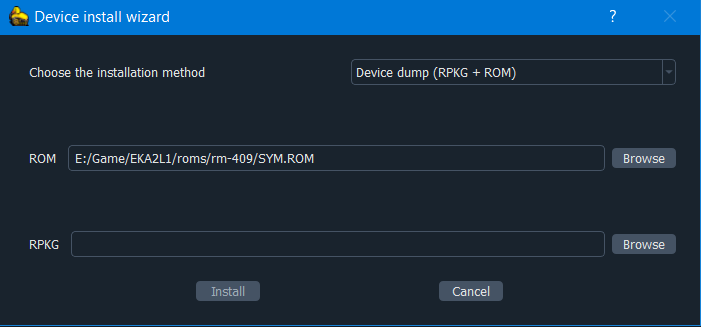 Device install wizard
?
Choose the installation method
Device dump (RPKG + ROM)
ROM
E:/Game/EKA2L1/roms/rm-409/SYM.ROM
Browse
RPKG
Browse
Install
Cancel